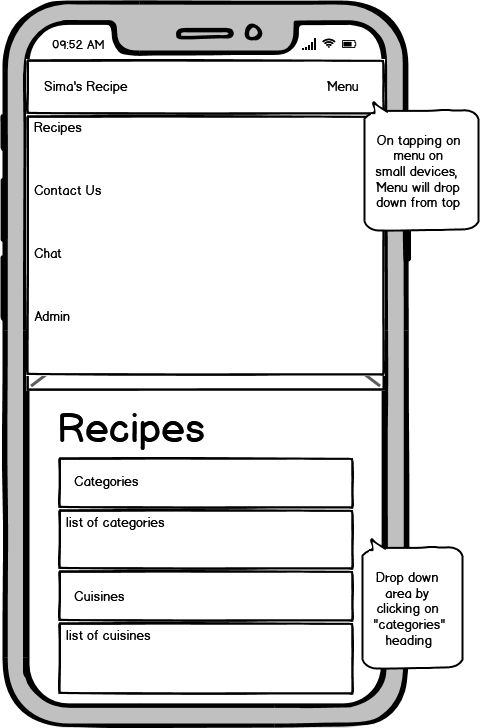 09:52 AM
Sima's Recipe
Menu
On tapping on
menu on
small devices,
Menu will drop
down from top
Recipes
Contact Us
Chat
Admin
Recipes
Categories
list of categories
Cuisines
list of cuisines
Drop down
area by
clicking on
"categories"
heading